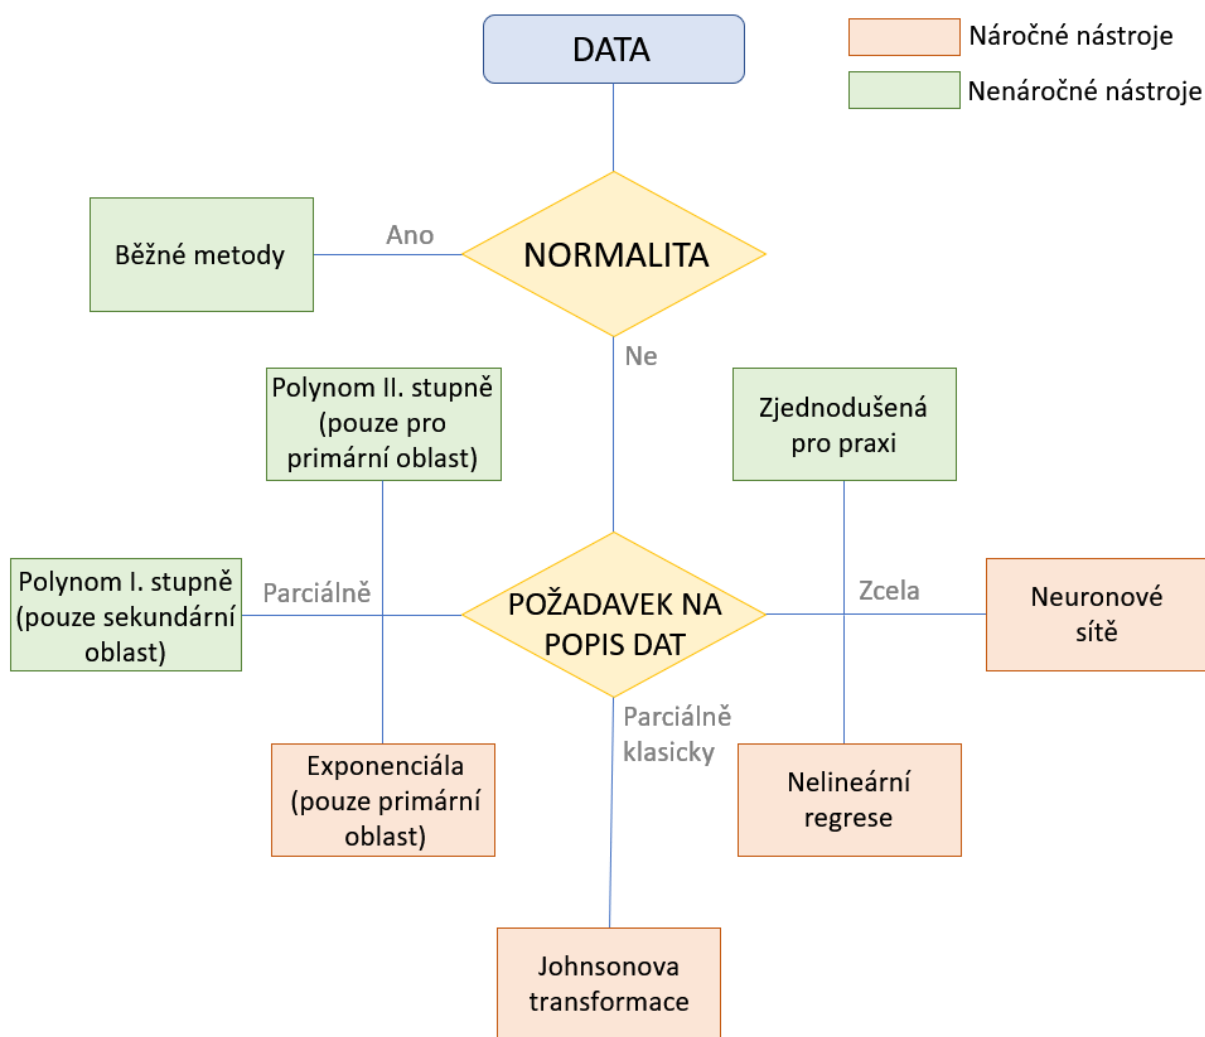 DATA
Náročné nástroje
Nenáročné nástroje
Běžné metody
Ano
NORMALITA
Ne
Polynom II. stupně
(pouze pro
primární oblast)
Zjednodušená
pro praxi
Polynom I. stupně
(pouze sekundární
oblast)
Parciálně
POŽADAVEK NA
POPIS DAT
Zcela
Neuronové
sítě
Parciálně
klasicky
Exponenciála
(pouze primární
oblast)
Nelineární
regrese
Johnsonova
transformace